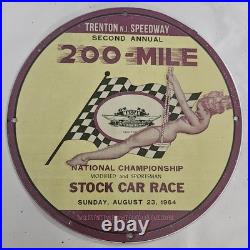 TRENTON N.J. SPEEDWAY
SECOND ANNUAL
200-MILE
NATIONAL CHAMPIONSHIP
MODIFIED and SPORTSMAN
STOCK CAR RACE
SUNDAY, AUGUST 23, 1964